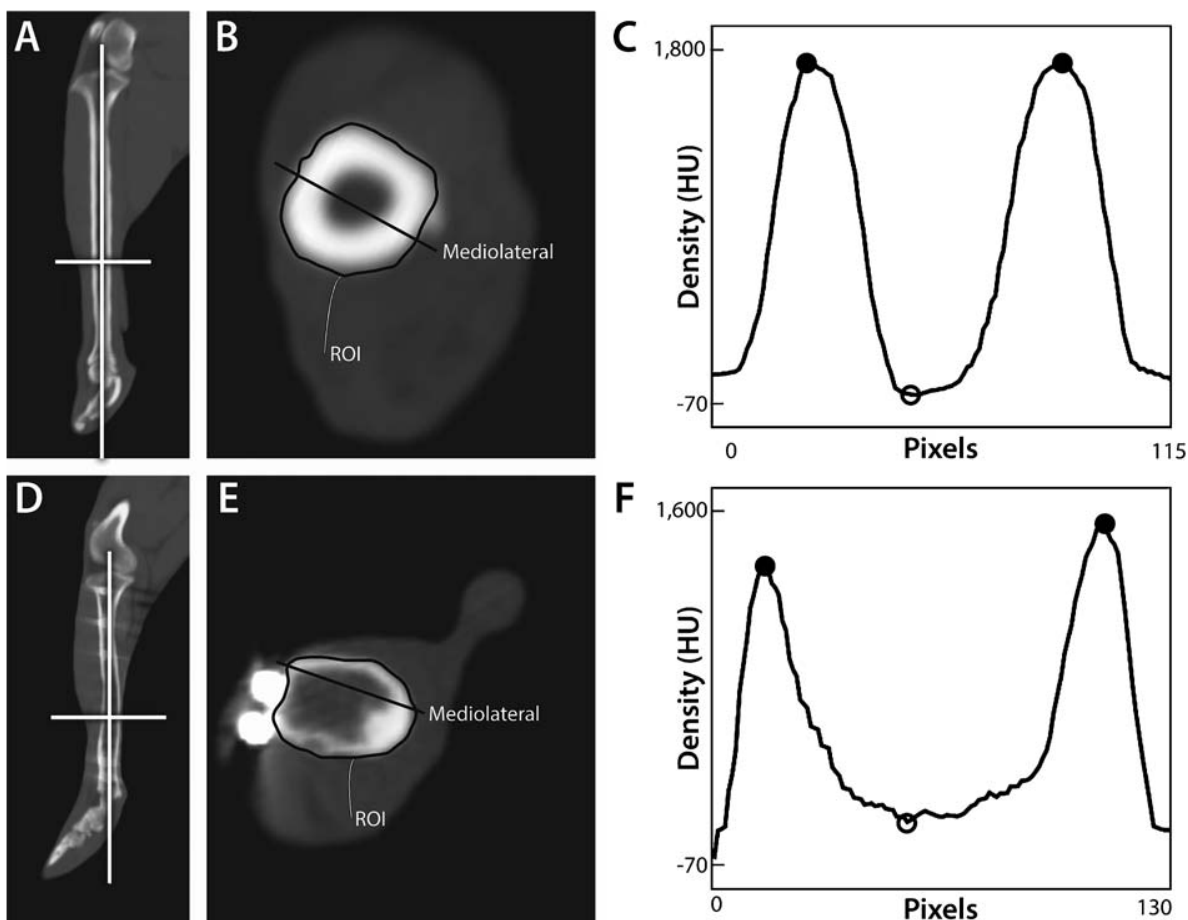 A
B
Mediolateral
ROI
C
1,800
Density (HU)
-70
0
Pixels
115
D
E
Mediolateral
ROI
F
1,600
Density (HU)
-70
0
Pixels
130